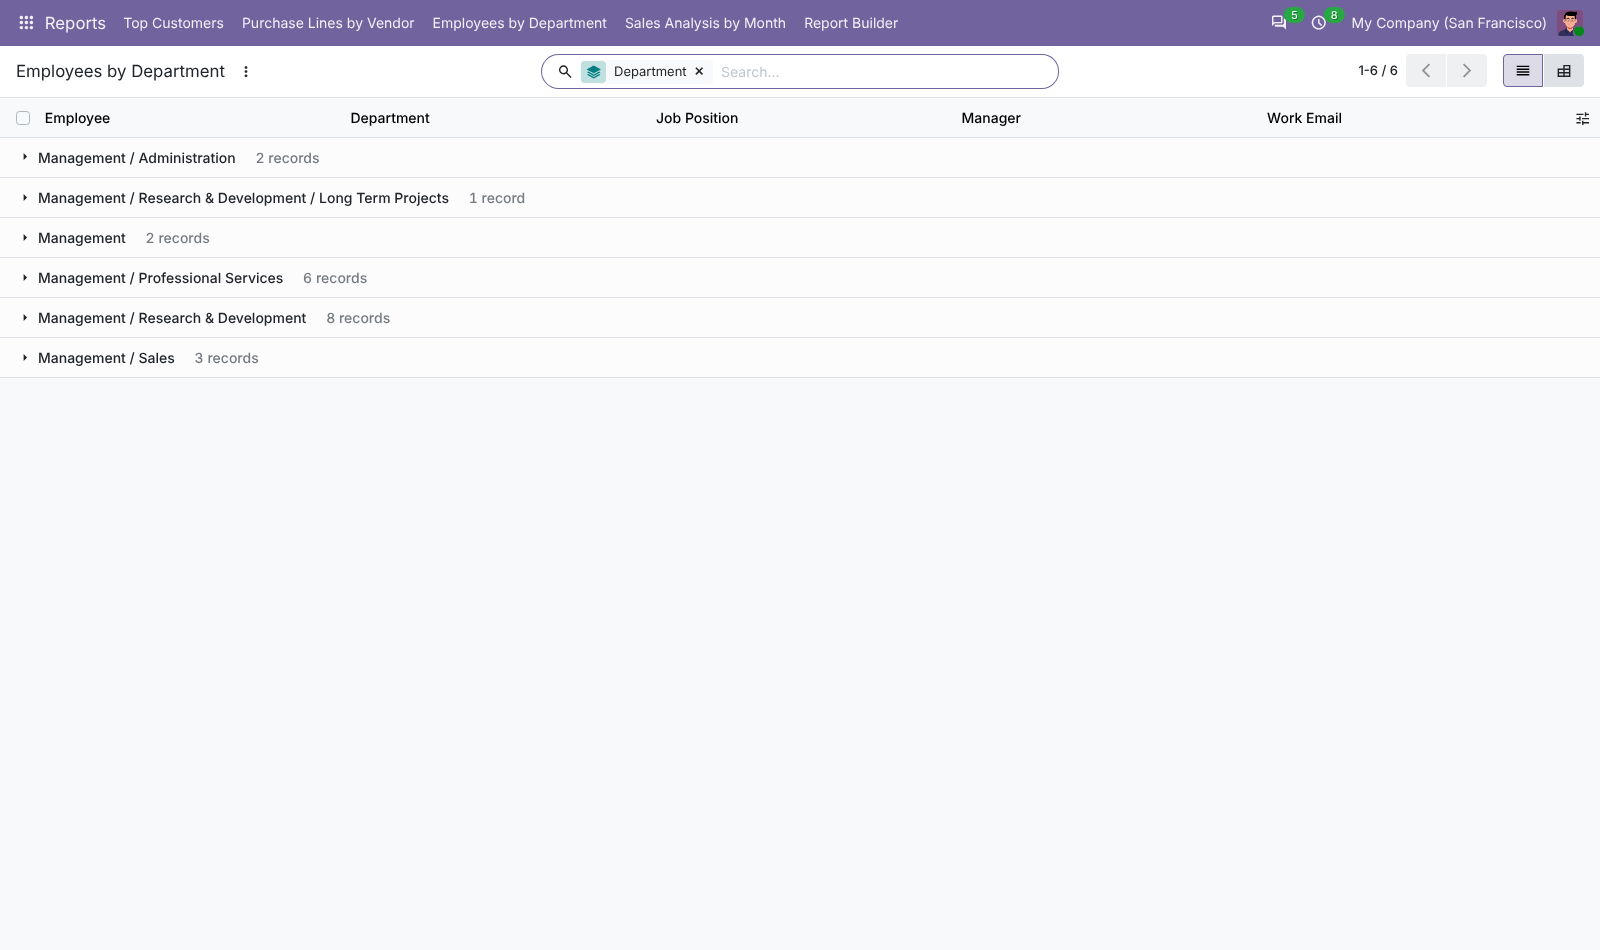 Reports Top Customers Purchase Lines by Vendor Employees by Department Sales Analysis by Month Report Builder 5 8 My Company (San Francisco)
Employees by Department Department Search... 1-6 / 6
Employee Department Job Position Manager Work Email
Management / Administration 2 records
Management / Research & Development / Long Term Projects 1 record
Management 2 records
Management / Professional Services 6 records
Management / Research & Development 8 records
Management / Sales 3 records